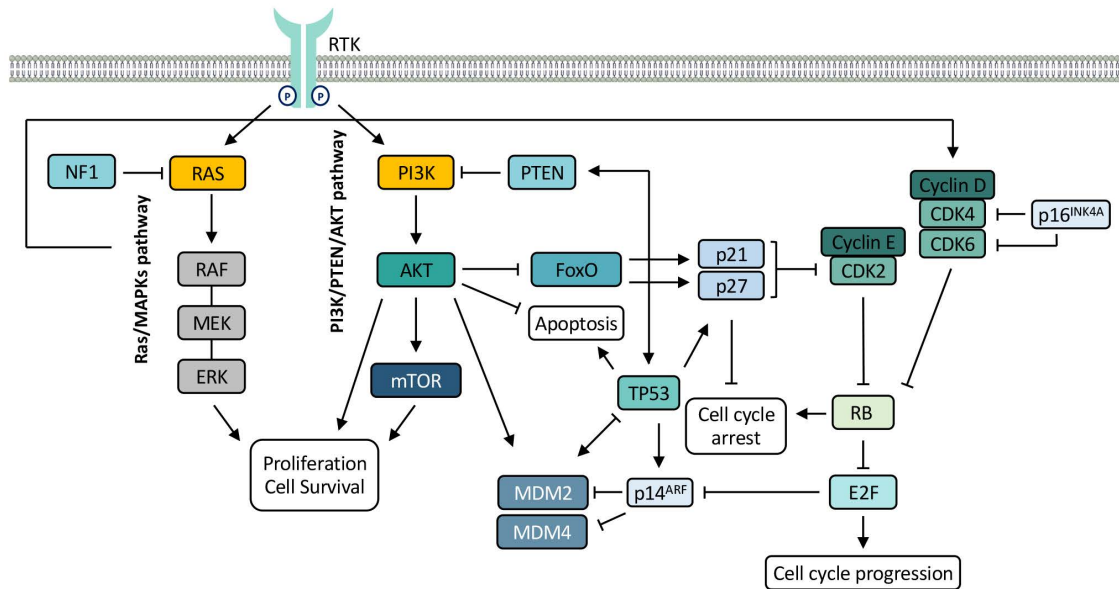 RTK
P
P
Ras/MAPKs pathway
PI3K/PTEN/AKT pathway
NF1
RAS
PI3K
PTEN
Cyclin D
CDK4
CDK6
p16INK4A
RAF
MEK
ERK
AKT
FoxO
p21
p27
Cyclin E
CDK2
Apoptosis
mTOR
TP53
Cell cycle
arrest
RB
Proliferation
Cell Survival
MDM2
MDM4
p14ARF
E2F
Cell cycle progression